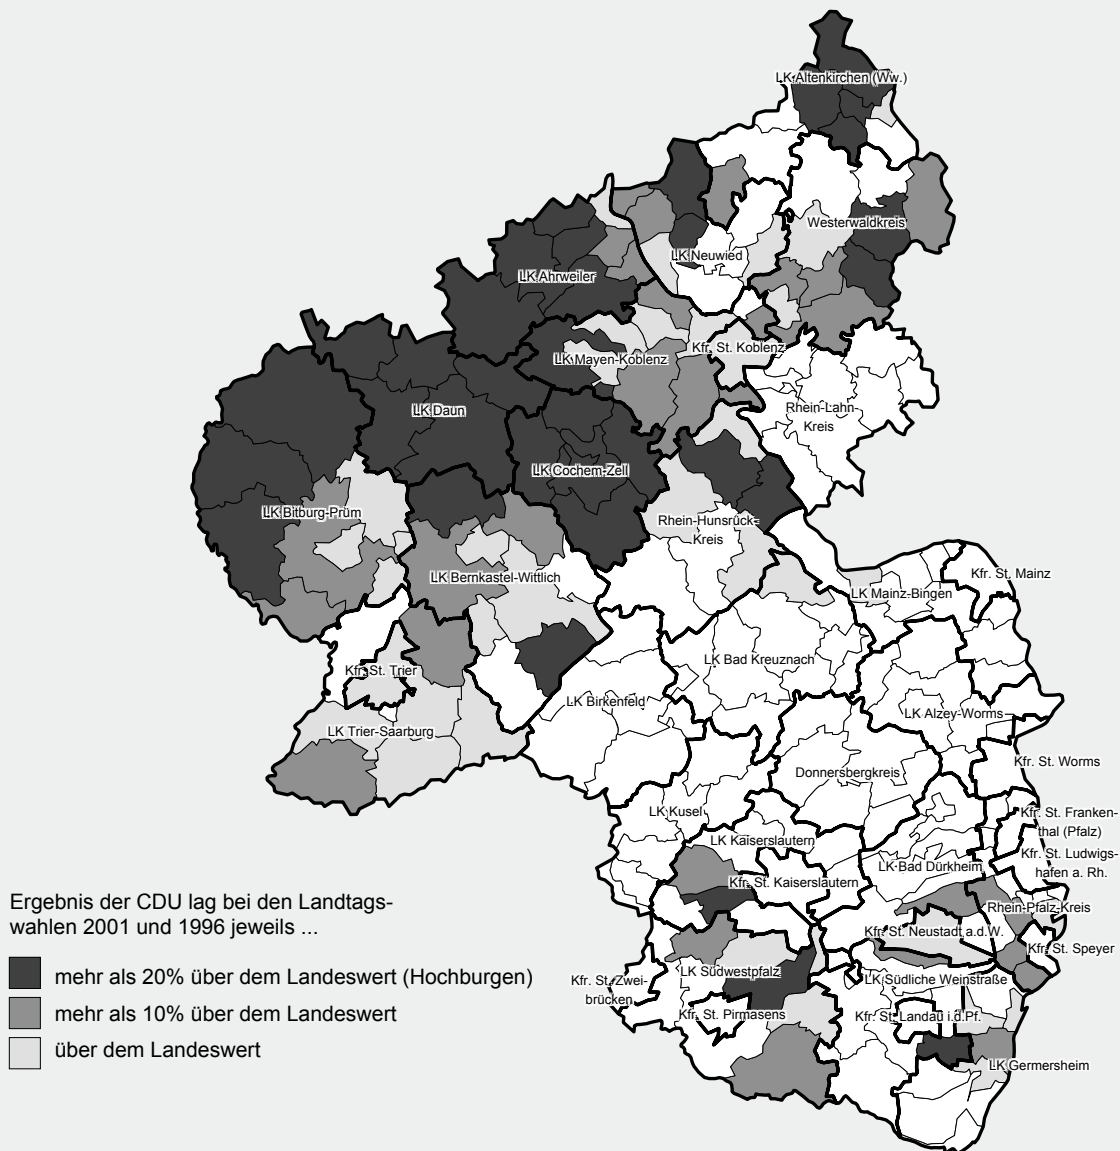 LK Altenkirchen (Ww.)
Westerwaldkreis
LK Neuwied
LK Ahrweiler
Kfr. St. Koblenz
LK Mayen-Koblenz
LK Daun
Rhein-Lahn-
Kreis
LK Cochem-Zell
LK Bitburg-Prüm
Rhein-Hunsrück-
Kreis
LK Bernkastel-Wittlich
Kfr. St. Mainz
LK Mainz-Bingen
LK Bad Kreuznach
Kfr. St. Trier
LK Birkenfeld
LK Alzey-Worms
LK Trier-Saarburg
Kfr. St. Worms
Donnersbergkreis
LK Kusel
Kfr. St. Franken-
thal (Pfalz)
LK Kaiserslautern
Kfr. St. Ludwigs-
hafen a. Rh.
LK Bad Dürkheim
Kfr. St. Kaiserslautern
Rhein-Pfalz-Kreis
Kfr. St. Neustadt a.d.W.
Kfr. St. Speyer
LK Südwestpfalz
Kfr. St. Zwei-
brücken
LK Südliche Weinstraße
Kfr. St. Pirmasens
Kfr. St. Landau i.d.Pf.
LK Germersheim
Ergebnis der CDU lag bei den Landtags-
wahlen 2001 und 1996 jeweils ...
mehr als 20% über dem Landeswert (Hochburgen)
mehr als 10% über dem Landeswert
über dem Landeswert